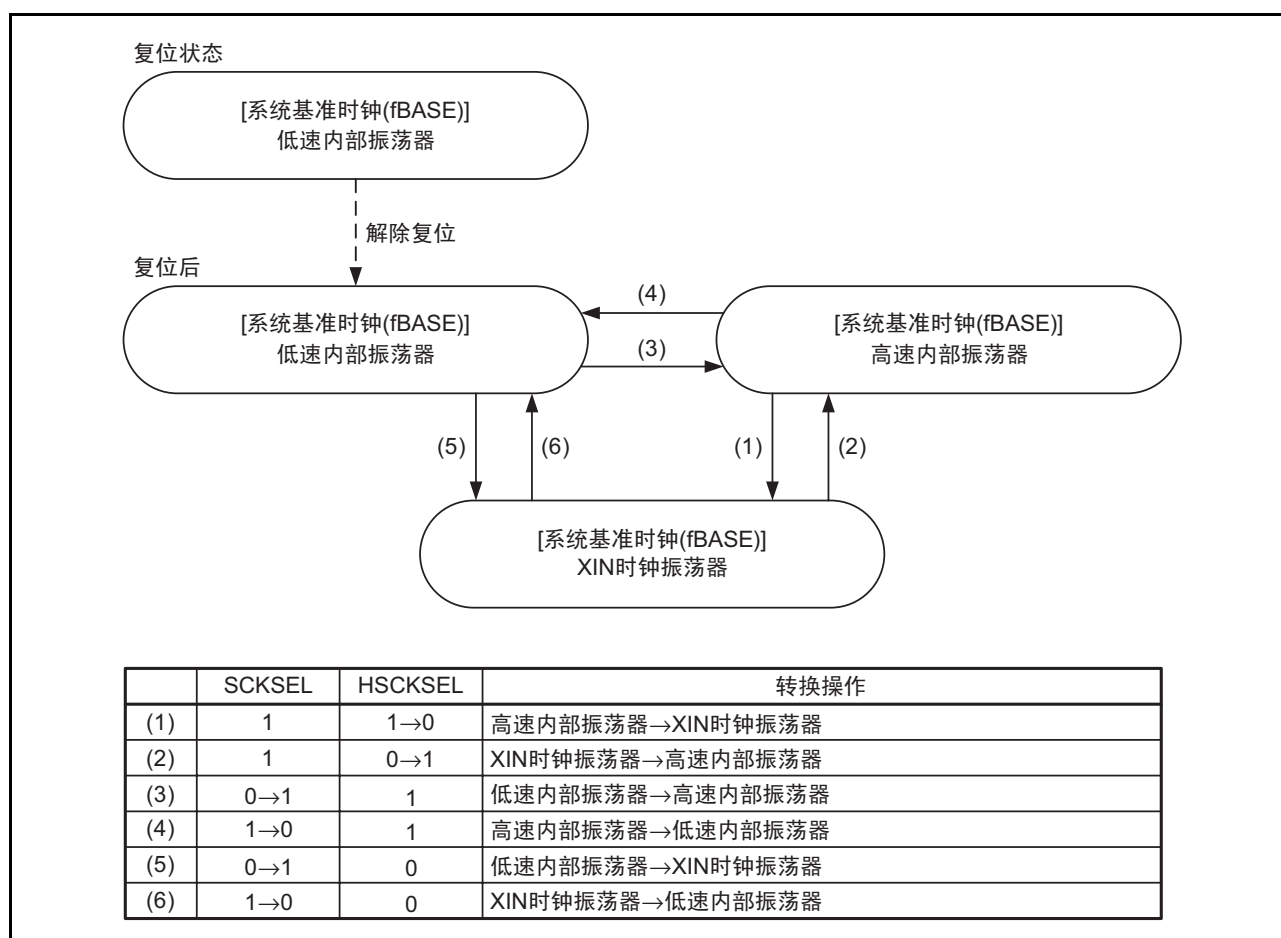 复位状态
[系统基准时钟(fBASE)]
低速内部振荡器
解除复位
复位后
[系统基准时钟(fBASE)]
低速内部振荡器
(4)
(3)
[系统基准时钟(fBASE)]
高速内部振荡器
(5)
(6)
(1)
(2)
[系统基准时钟(fBASE)]
XIN时钟振荡器
SCKSEL HSCKSEL 转换操作
(1) 1 1→0 高速内部振荡器→XIN时钟振荡器
(2) 1 0→1 XIN时钟振荡器→高速内部振荡器
(3) 0→1 1 低速内部振荡器→高速内部振荡器
(4) 1→0 1 高速内部振荡器→低速内部振荡器
(5) 0→1 0 低速内部振荡器→XIN时钟振荡器
(6) 1→0 0 XIN时钟振荡器→低速内部振荡器